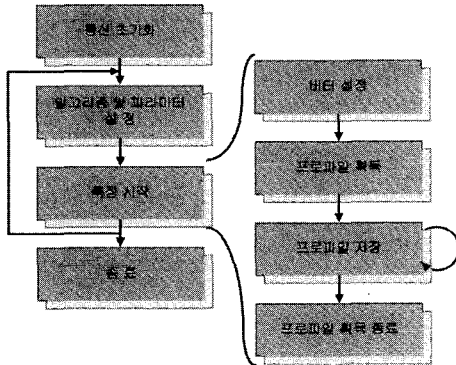 통신 초기화
알고리즘 및 파라미터
설 정
측정 시작
종 료
버터 설정
프로파일 획득
프로파일 저장
프로파일 획득 종료